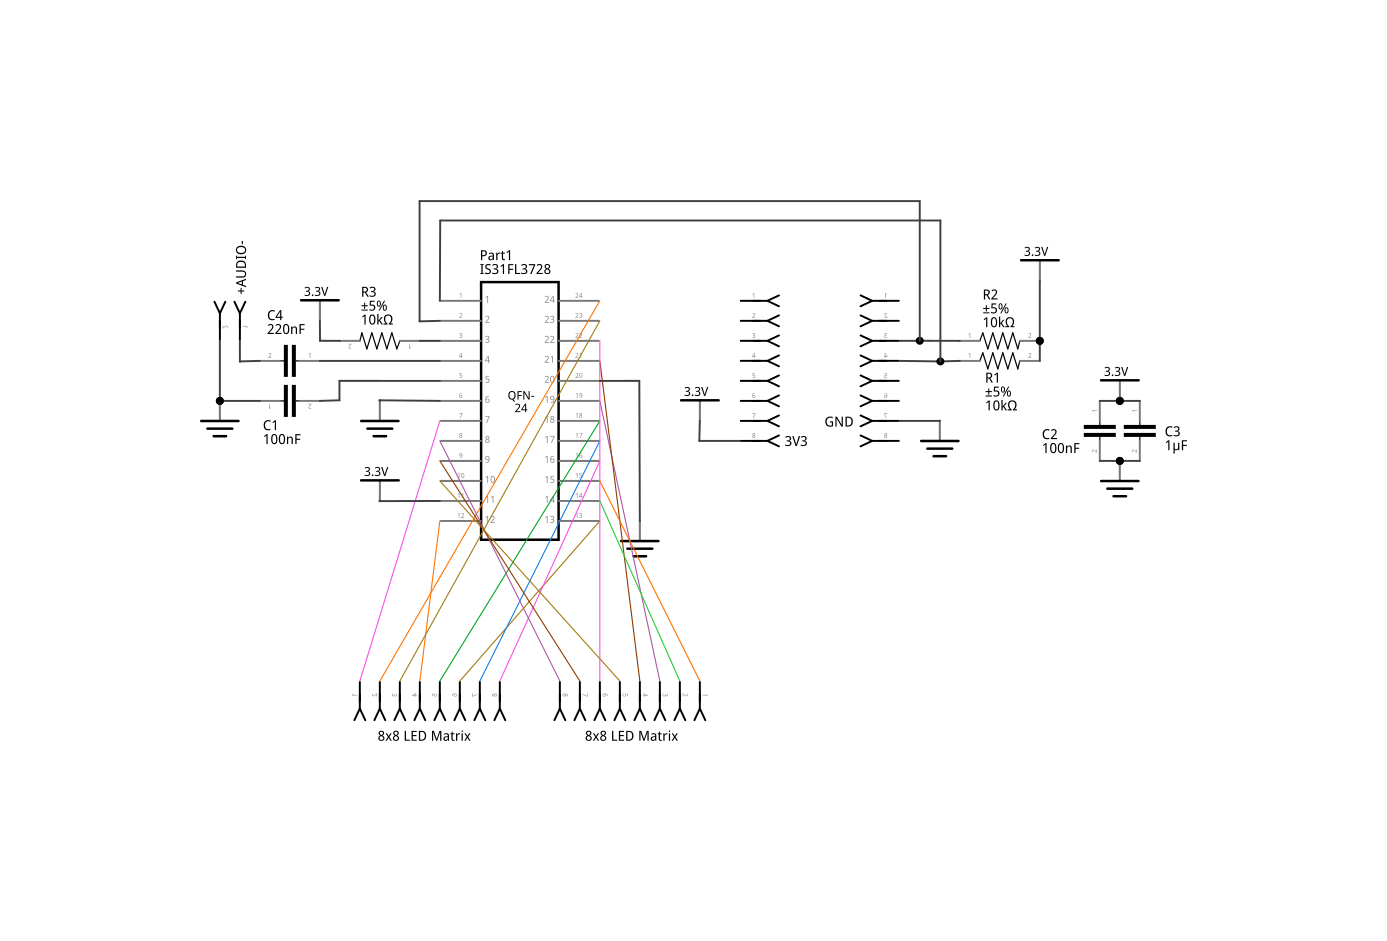 +AUDIO-
C4
220nF
3.3V
R3
±5%
10kΩ
Part1
IS31FL3728
QFN-
24
1
2
3
4
5
6
7
8
9
10
11
12
24
23
22
21
20
19
18
17
16
15
14
13
C1
100nF
3.3V
3.3V
3V3
GND
3.3V
R2
±5%
10kΩ
R1
±5%
10kΩ
3.3V
C2
100nF
C3
1µF
8x8 LED Matrix
8x8 LED Matrix